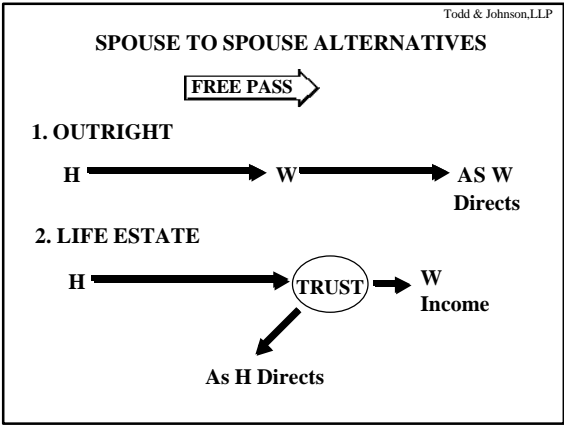 Todd & Johnson,LLP
SPOUSE TO SPOUSE ALTERNATIVES
FREE PASS
1. OUTRIGHT
H W AS W
Directs
2. LIFE ESTATE
H TRUST W
Income
As H Directs